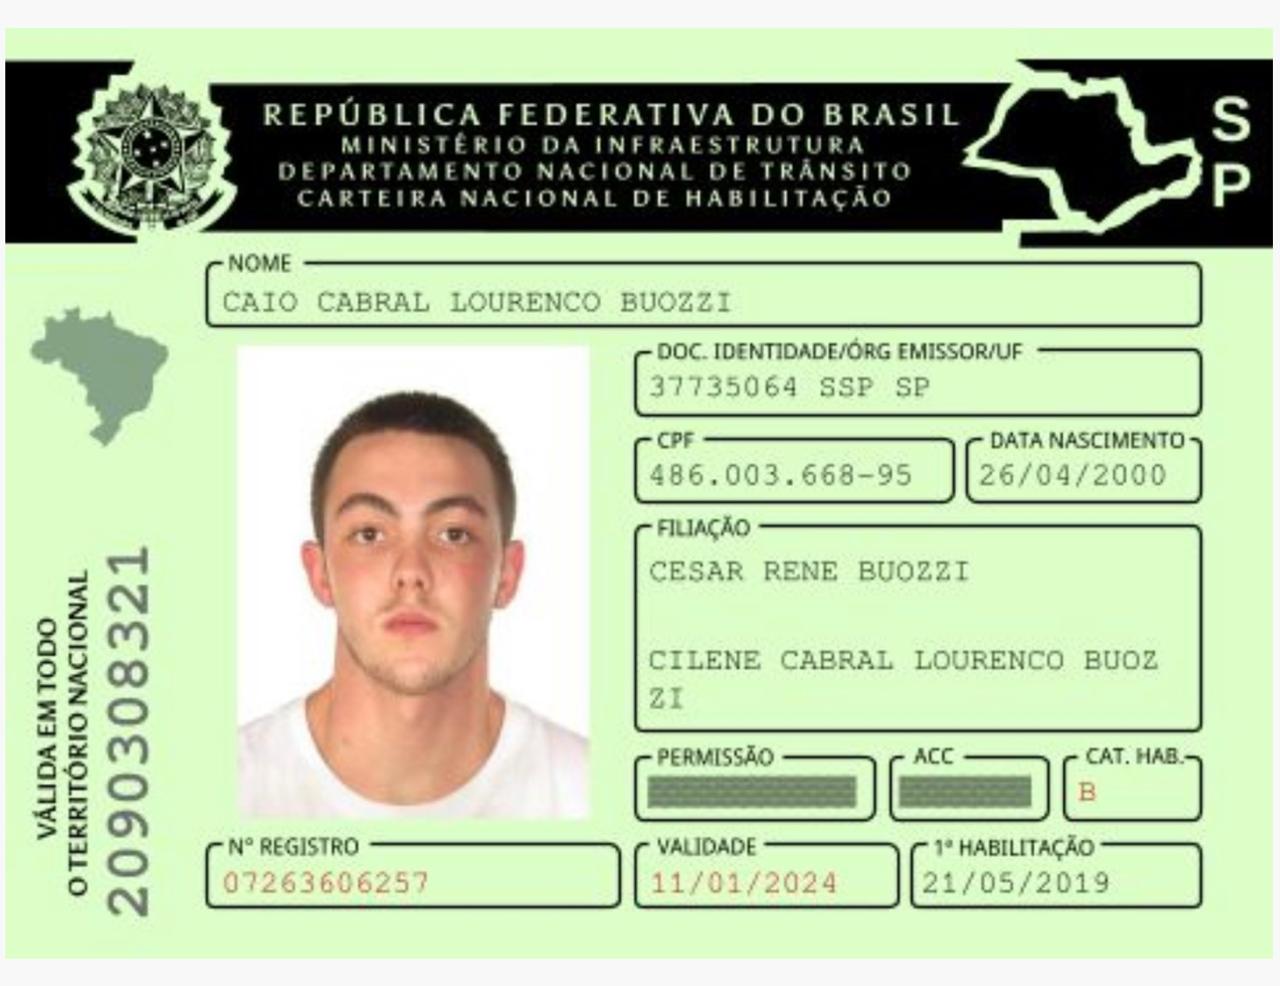 REPÚBLICA FEDERATIVA DO BRASIL
MINISTÉRIO DA INFRAESTRUTURA
DEPARTAMENTO NACIONAL DE TRÂNSITO
CARTEIRA NACIONAL DE HABILITAÇÃO
S
P
NOME
CAIO CABRAL LOURENCO BUOZZI
DOC. IDENTIDADE/ÓRG EMISSOR/UF
37735064 SSP SP
CPF
486.003.668-95
DATA NASCIMENTO
26/04/2000
FILIAÇÃO
CESAR RENE BUOZZI
CILENE CABRAL LOURENCO BUOZ
ZI
PERMISSÃO
ACC
CAT. HAB.
B
Nº REGISTRO
07263606257
VALIDADE
11/01/2024
1ª HABILITAÇÃO
21/05/2019
VÁLIDA EM TODO
O TERRITÓRIO NACIONAL
2090308321